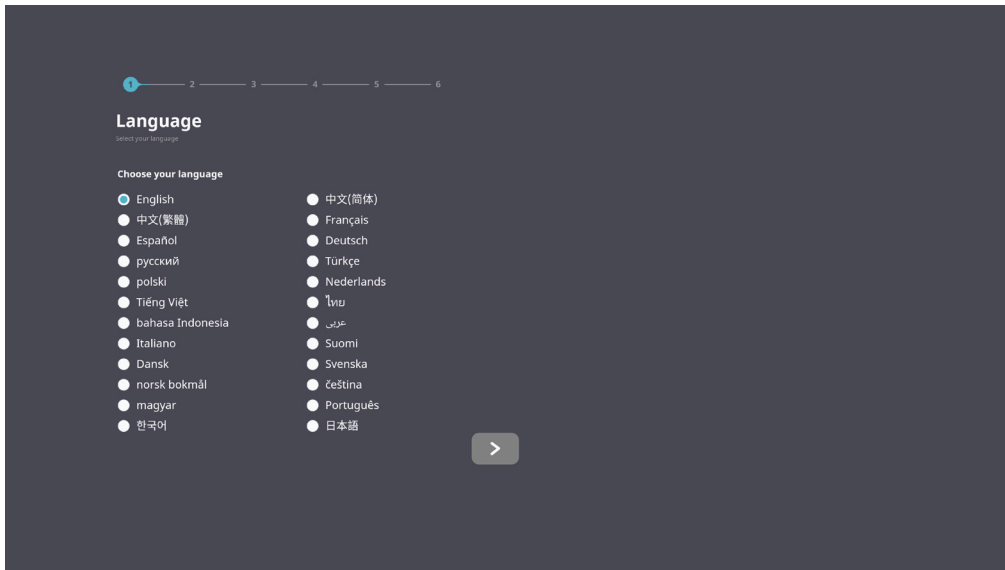 1 2 3 4 5 6
Language
Select your language
Choose your language
English
中文(简体)
中文(繁體)
Français
Español
Deutsch
русский
Türkçe
polski
Nederlands
Tiếng Việt
ไทย
bahasa Indonesia
عربى
Italiano
Suomi
Dansk
Svenska
norsk bokmål
čeština
magyar
Português
한국어
日本語